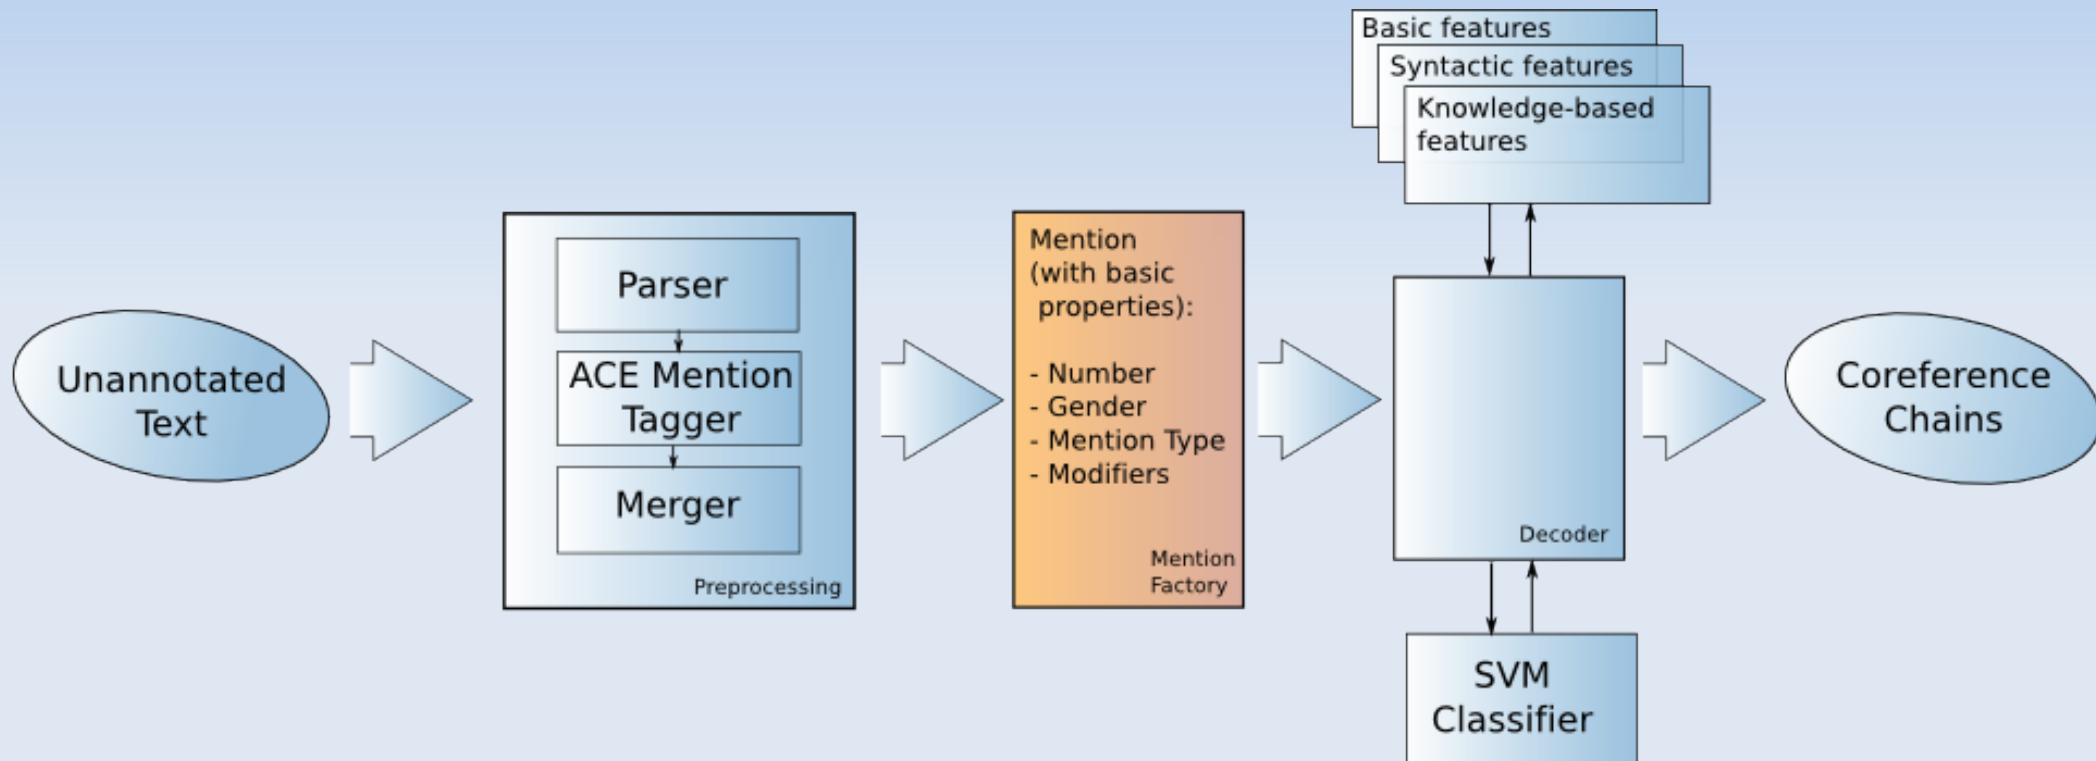 Unannotated
Text
Parser
ACE Mention
Tagger
Merger
Preprocessing
Mention
(with basic
properties):
- Number
- Gender
- Mention Type
- Modifiers
Mention
Factory
Basic features
Syntactic features
Knowledge-based
features
Decoder
SVM
Classifier
Coreference
Chains